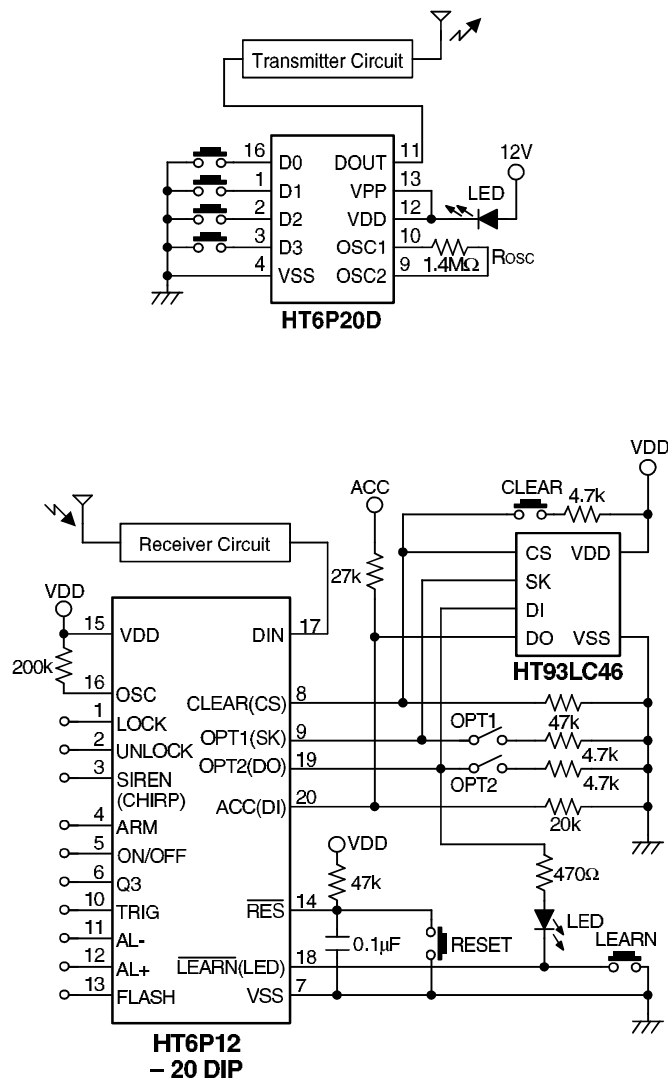 Transmitter Circuit
16 D0 DOUT 11
1 D1 VPP 13
2 D2 VDD 12
3 D3 OSC1 10
4 VSS OSC2 9
12V
LED
1.4MΩ
ROSC
HT6P20D
VDD
ACC
CLEAR
4.7k
Receiver Circuit
27k
CS VDD
SK
DI
DO VSS
HT93LC46
VDD
200k
15 VDD DIN 17
16 OSC
1 LOCK
2 UNLOCK
3 SIREN
(CHIRP)
4 ARM
5 ON/OFF
6 Q3
10 TRIG
11 AL-
12 AL+
13 FLASH
CLEAR(CS) 8
OPT1(SK) 9
OPT2(DO) 19
ACC(DI) 20
RES 14
LEARN(LED) 18
VSS 7
47k
OPT1
4.7k
OPT2
4.7k
20k
VDD
47k
0.1µF
RESET
470Ω
LED
LEARN
HT6P12
– 20 DIP